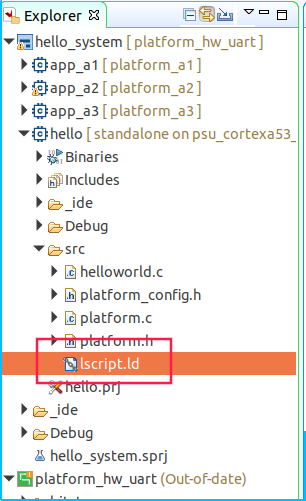 Explorer
hello_system [ platform_hw_uart ]
app_a1 [ platform_a1 ]
app_a2 [ platform_a2 ]
app_a3 [ platform_a3 ]
hello [ standalone on psu_cortexa53_
Binaries
Includes
_ide
Debug
src
helloworld.c
platform_config.h
platform.c
platform.h
lscript.ld
hello.prj
_ide
Debug
hello_system.sprj
platform_hw_uart (Out-of-date)